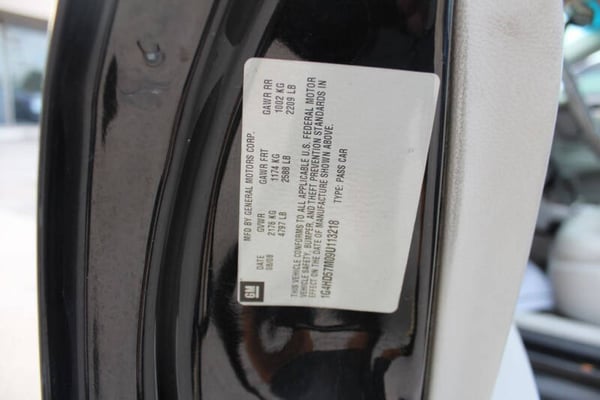 GM
MFD BY GENERAL MOTORS CORP.
DATE GVWR GAWR FRT GAWR RR
08/08 2176 KG 1174 KG 1002 KG
4797 LB 2588 LB 2209 LB
THIS VEHICLE CONFORMS TO ALL APPLICABLE U.S. FEDERAL MOTOR
VEHICLE SAFETY, BUMPER, AND THEFT PREVENTION STANDARDS IN
EFFECT ON THE DATE OF MANUFACTURE SHOWN ABOVE.
1G4HD57M09U113218 TYPE: PASS CAR